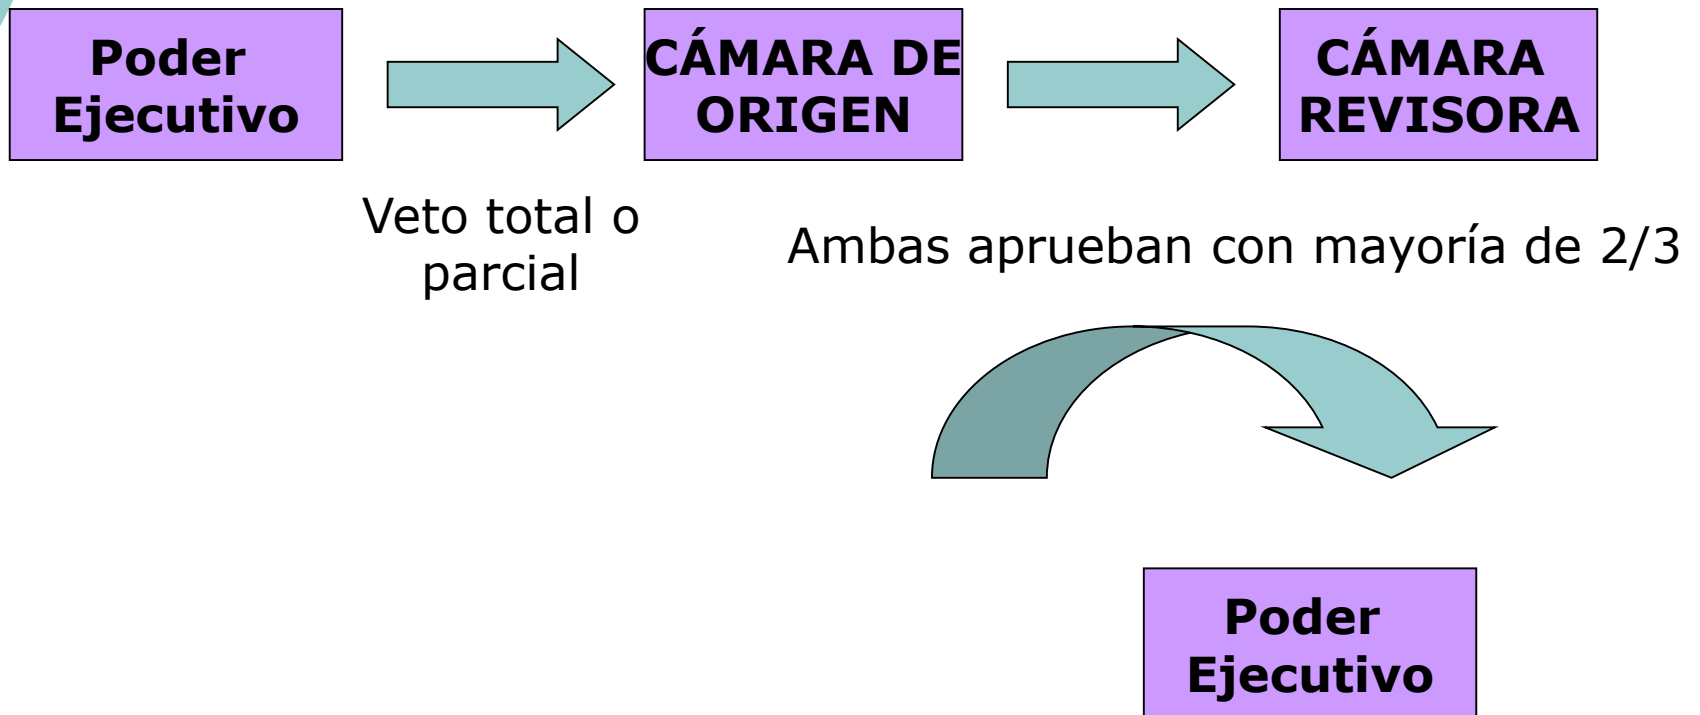 Poder
Ejecutivo
CÁMARA DE
ORIGEN
CÁMARA
REVISORA
Veto total o
parcial
Ambas aprueban con mayoría de 2/3
Poder
Ejecutivo